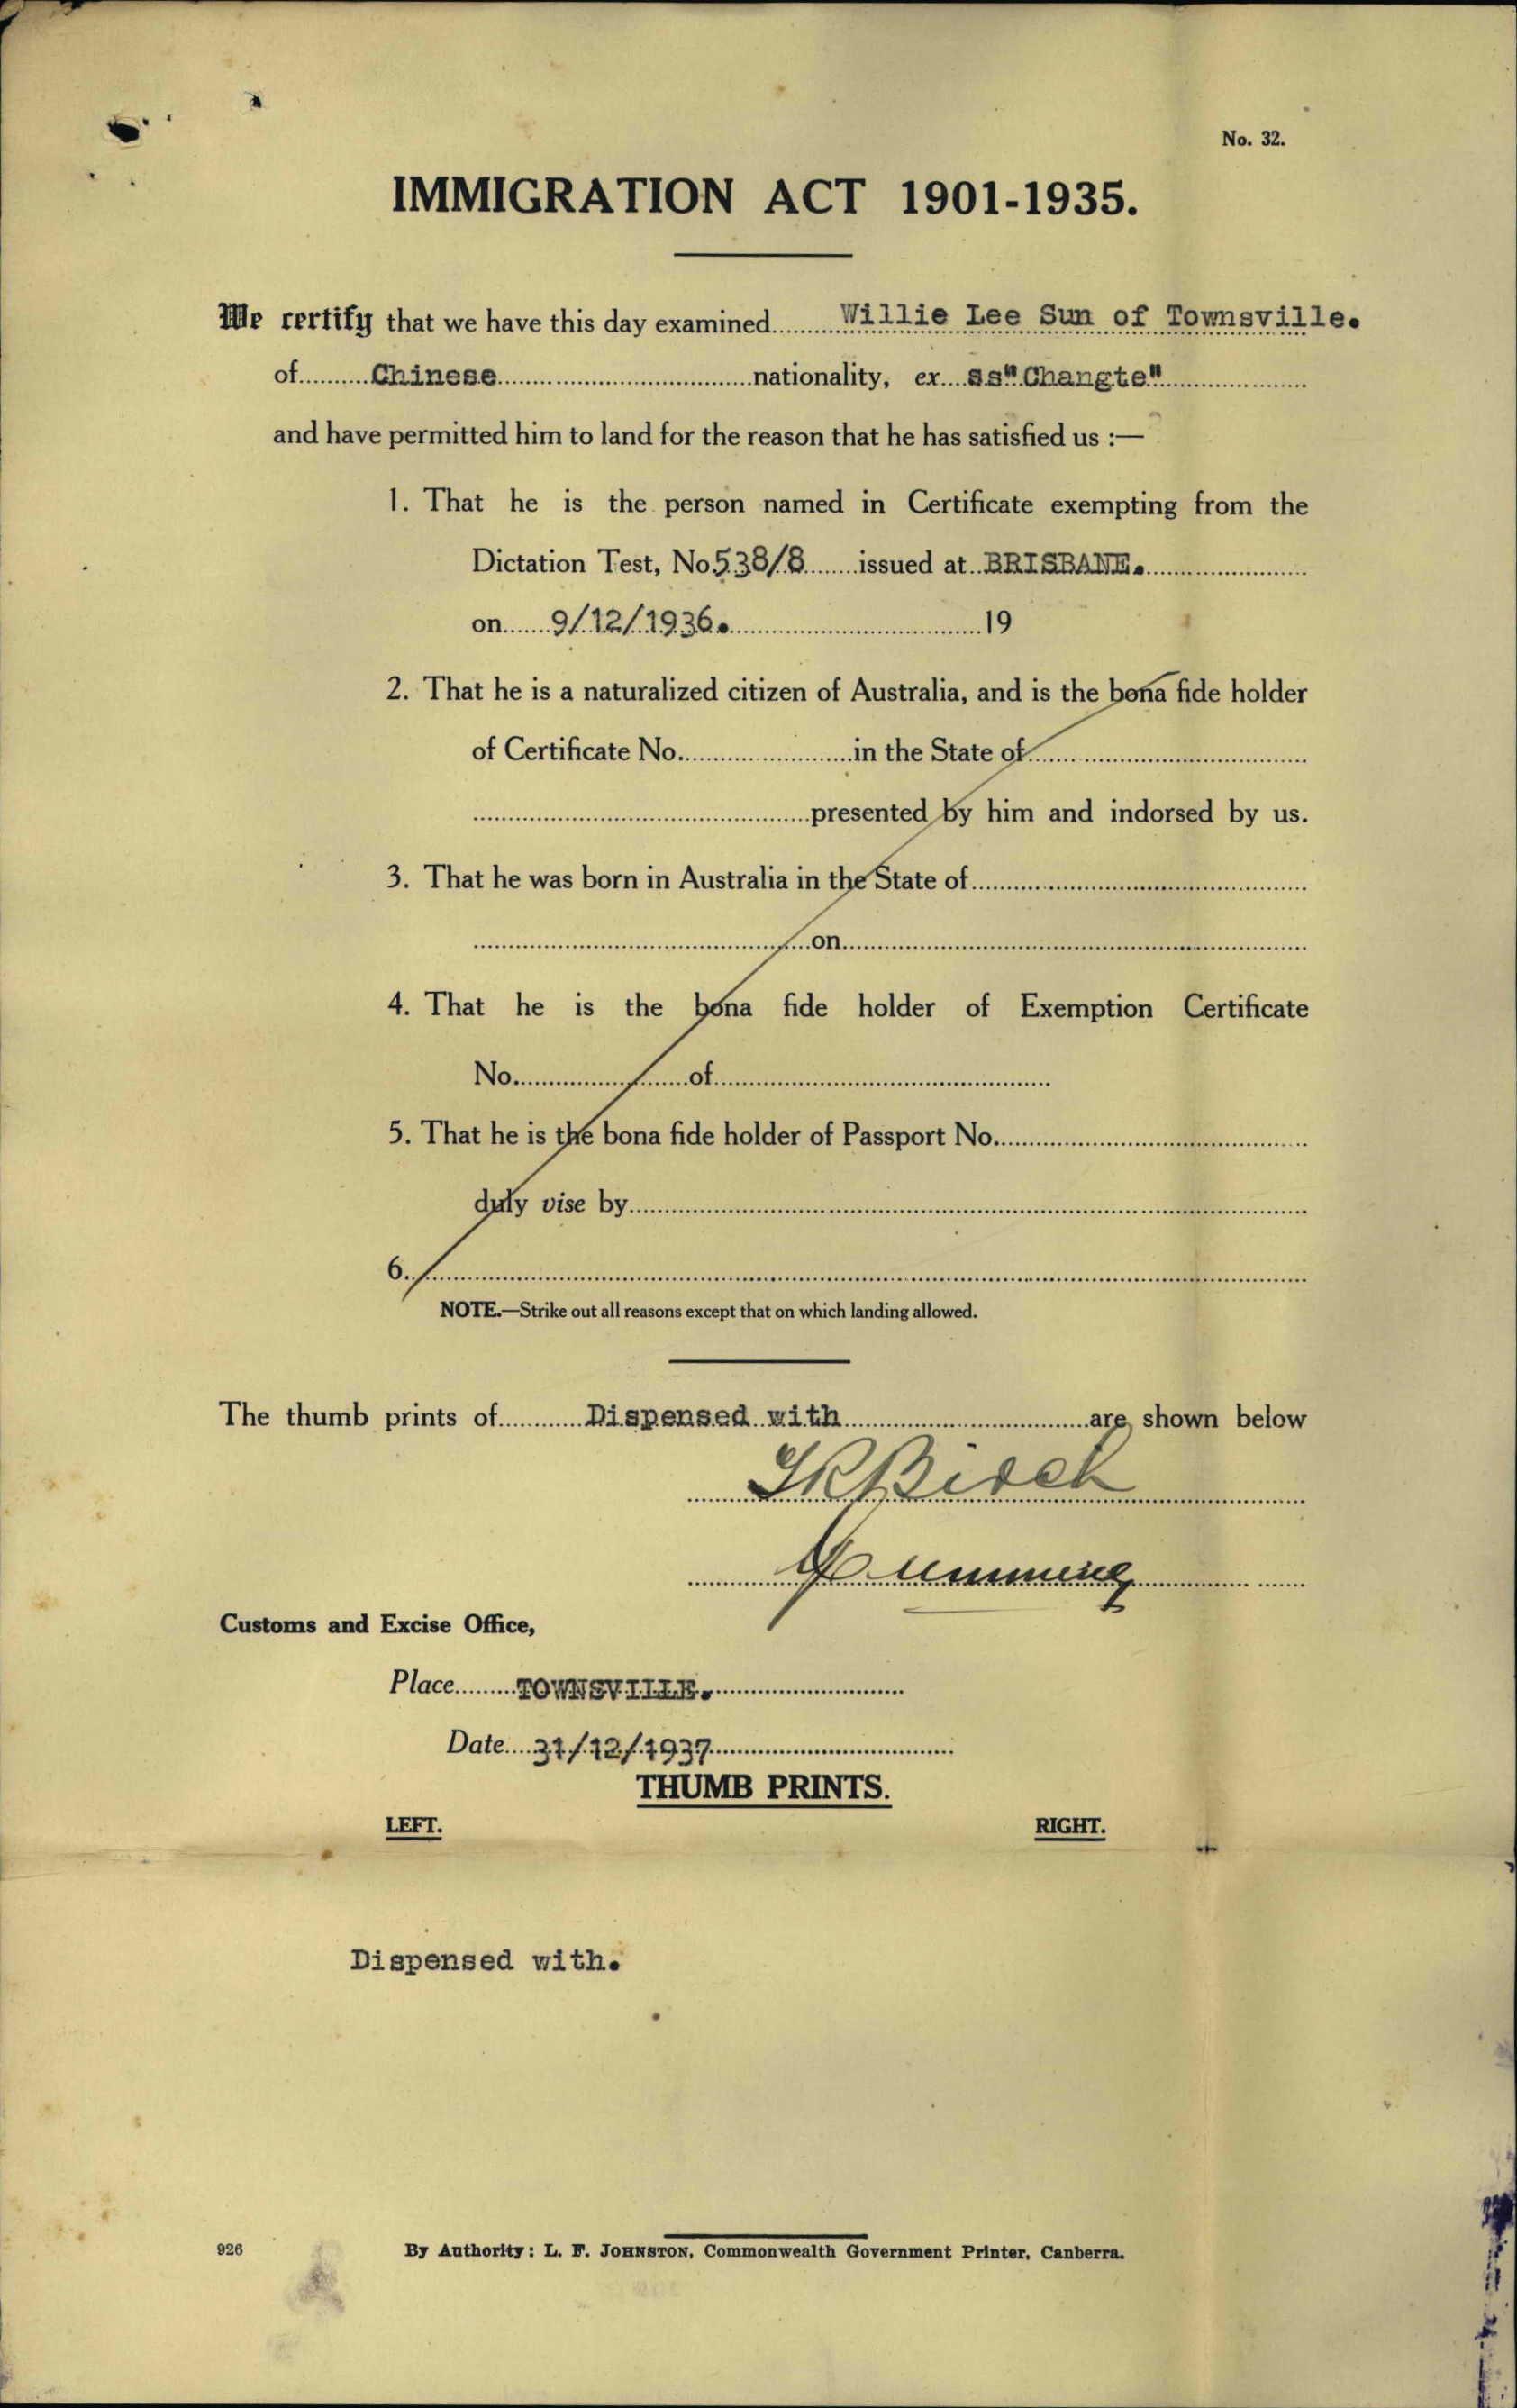 No. 32.
IMMIGRATION ACT 1901-1935.
We certify that we have this day examined Willie Lee Sun of Townsville.
of Chinese nationality, ex ss"Changte"
and have permitted him to land for the reason that he has satisfied us :—
1. That he is the person named in Certificate exempting from the
Dictation Test, No 538/8 issued at BRISBANE.
on 9/12/1936. 19
2. That he is a naturalized citizen of Australia, and is the bona fide holder
of Certificate No. in the State of
presented by him and indorsed by us.
3. That he was born in Australia in the State of
on
4. That he is the bona fide holder of Exemption Certificate
No. of
5. That he is the bona fide holder of Passport No.
duly vise by
6.
NOTE.—Strike out all reasons except that on which landing allowed.
The thumb prints of Dispensed with are shown below
Birch
Cumming
Customs and Excise Office,
Place TOWNSVILLE.
Date 31/12/1937
THUMB PRINTS.
LEFT. RIGHT.
Dispensed with.
926 By Authority: L. F. JOHNSTON, Commonwealth Government Printer, Canberra.